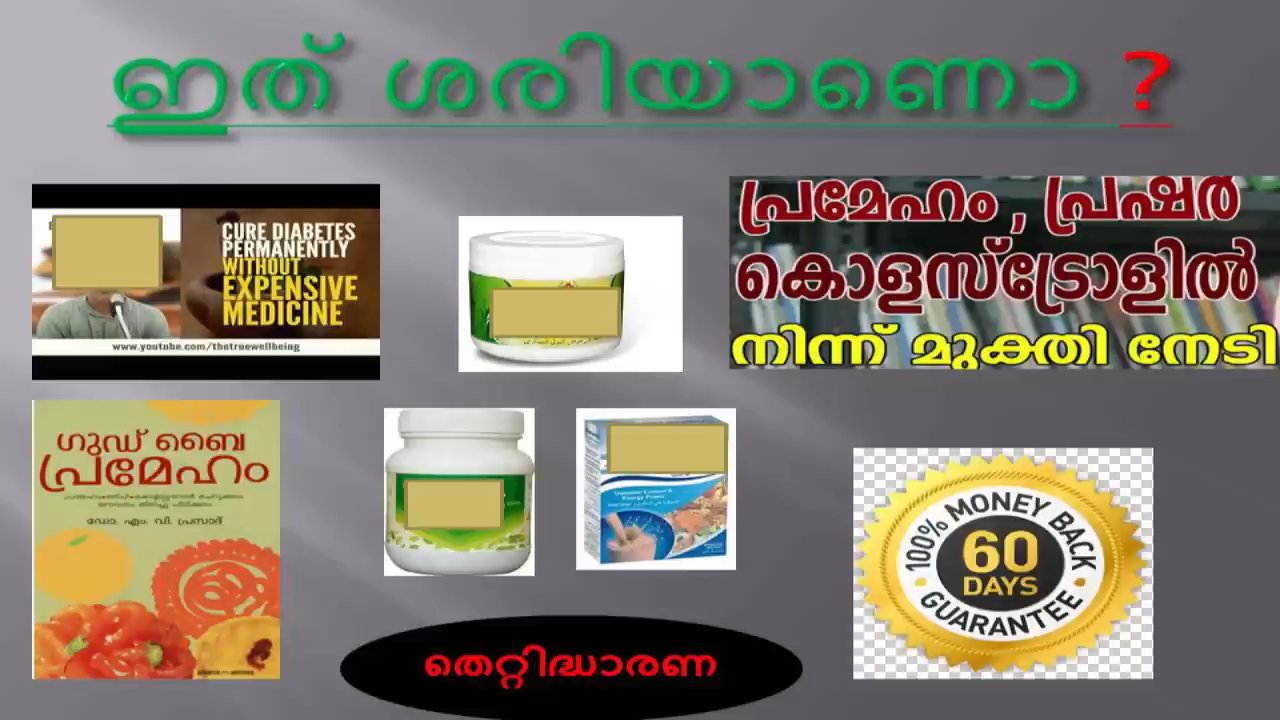 ഇത് ശരിയാണൊ ?
CURE DIABETES
PERMANENTLY
WITHOUT
EXPENSIVE
MEDICINE
www.youtube.com/thetruewellbeing
പ്രമേഹം , പ്രഷർ
കൊളസ്ട്രോളിൽ
നിന്ന് മുക്തി നേടി
ഗുഡ് ബൈ
പ്രമേഹം
ഡോ. എം. വി. പ്രസാദ്
100% MONEY BACK
60
DAYS
GUARANTEE
തെറ്റിദ്ധാരണ